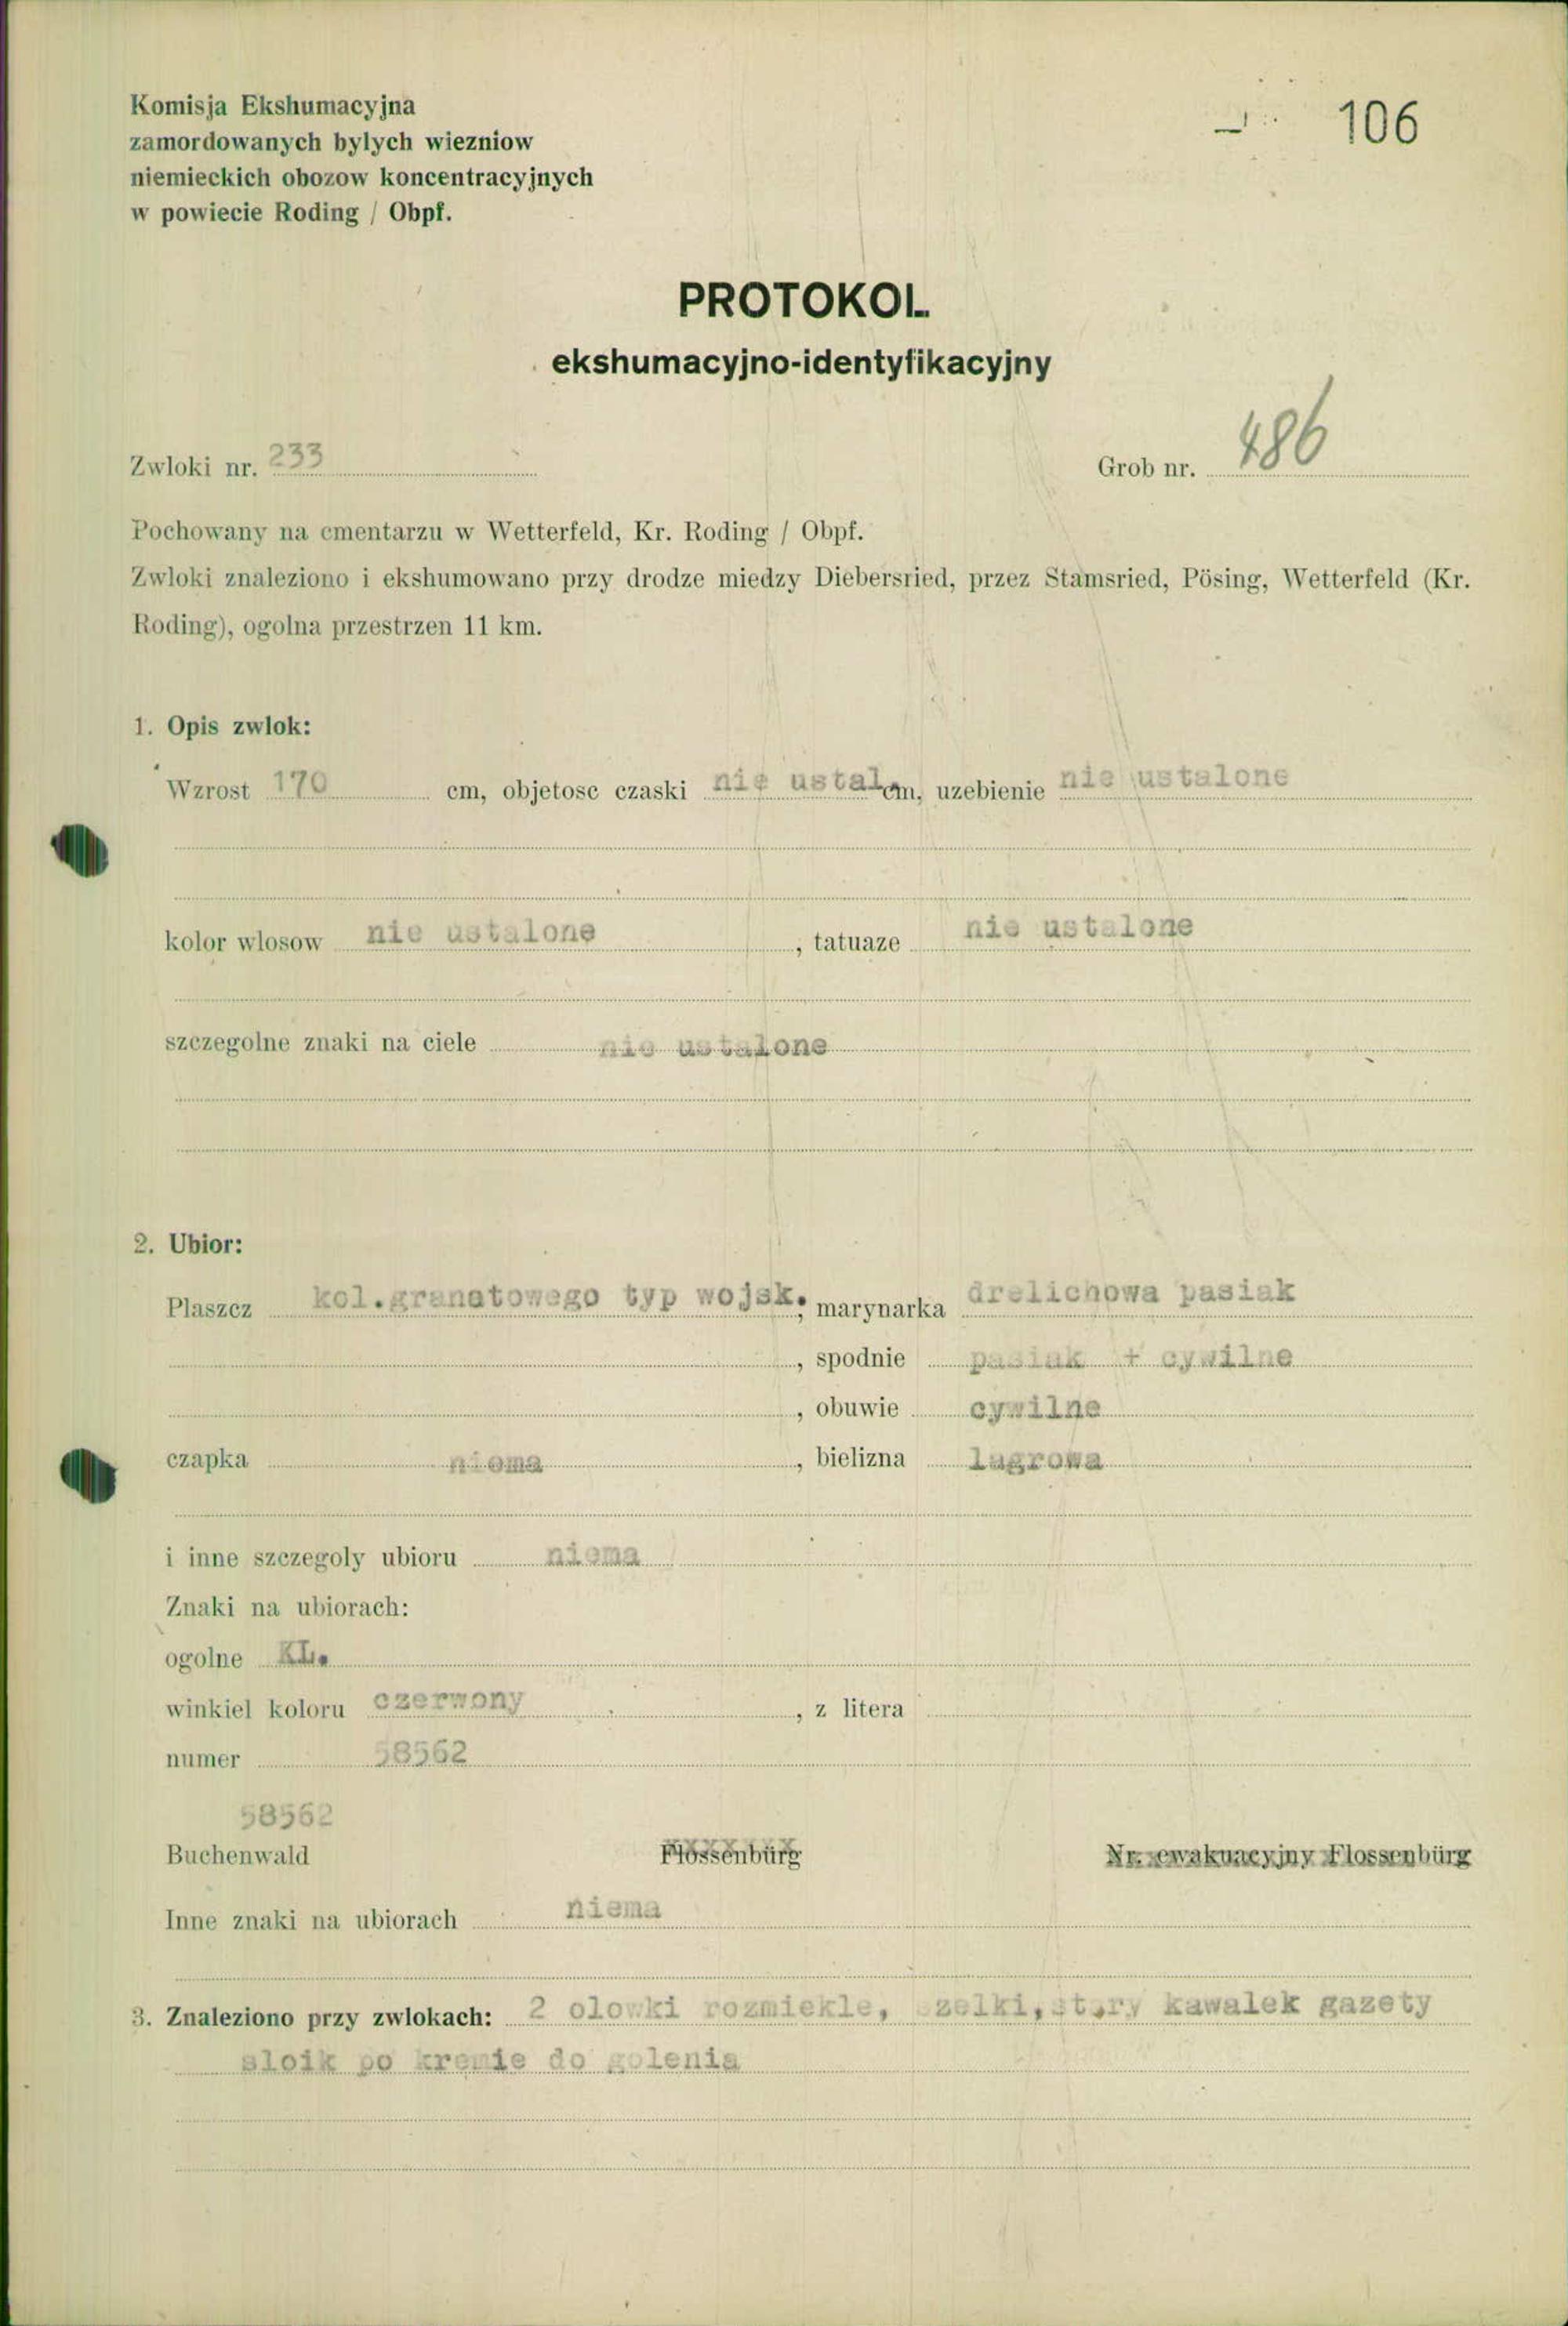 Komisja Ekshumacyjna
zamordowanych bylych wiezniow
niemieckich obozow koncentracyjnych
w powiecie Roding / Obpf.
106
PROTOKOL
ekshumacyjno-identyfikacyjny
Zwloki nr. 233 Grob nr. 486
Pochowany na cmentarzu w Wetterfeld, Kr. Roding / Obpf.
Zwloki znaleziono i ekshumowano przy drodze miedzy Diebersried, przez Stamsried, Pösing, Wetterfeld (Kr.
Roding), ogolna przestrzen 11 km.
1. Opis zwlok:
Wzrost 170 cm, objetosc czaski nie ustal. cm, uzebienie nie ustalone
kolor wlosow nie ustalone, tatuaze nie ustalone
szczegolne znaki na ciele nie ustalone
2. Ubior:
Plaszcz kol.granatowego typ wojsk., marynarka drelichowa pasiak
, spodnie pasiak + cywilne
, obuwie cywilne
czapka niema, bielizna lagrowa
i inne szczegoly ubioru niema
Znaki na ubiorach:
ogolne KL.
winkiel koloru czerwony, z litera
numer 58562
58562
Buchenwald Flossenbürg Nr. ewakuacyjny Flossenbürg
Inne znaki na ubiorach niema
3. Znaleziono przy zwlokach: 2 olowki rozmiekle, szelki, stary kawalek gazety
sloik po kremie do golenia